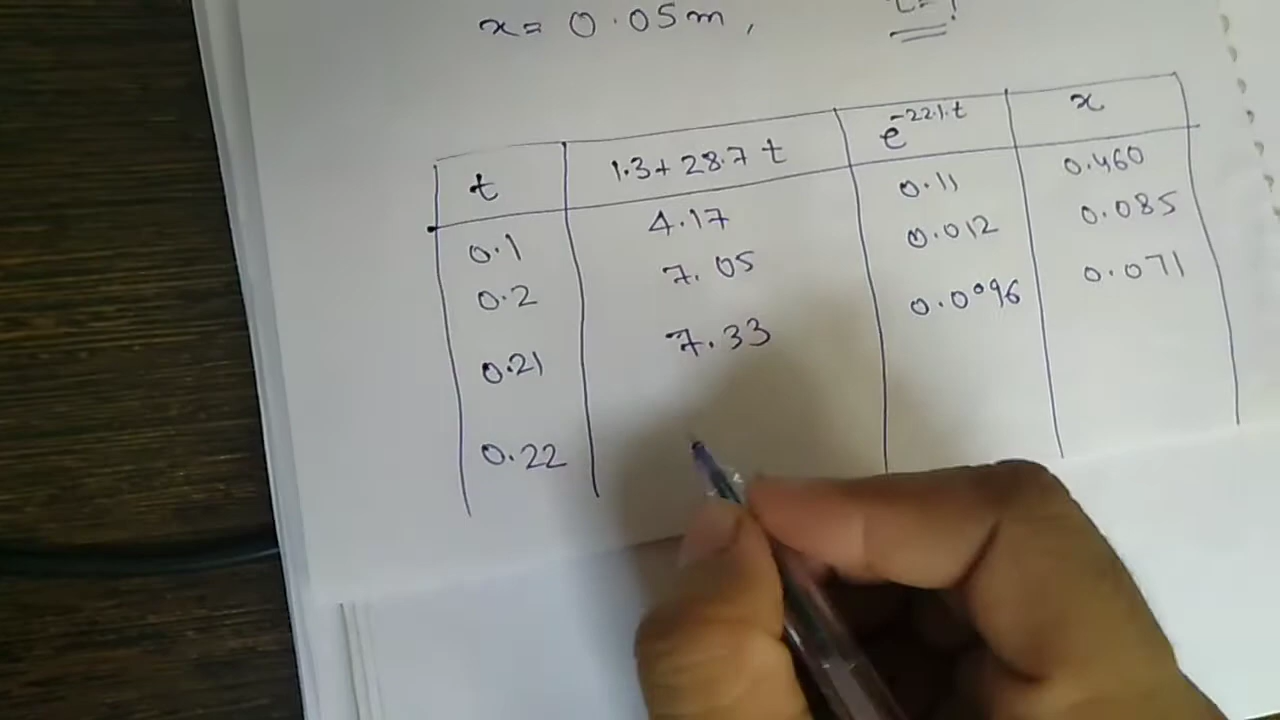 x = 0.05m, t=?
t 1.3+28.7 t e^-22.1.t x
0.1 4.17 0.11 0.460
0.2 7.05 0.012 0.085
0.21 7.33 0.0096 0.071
0.22